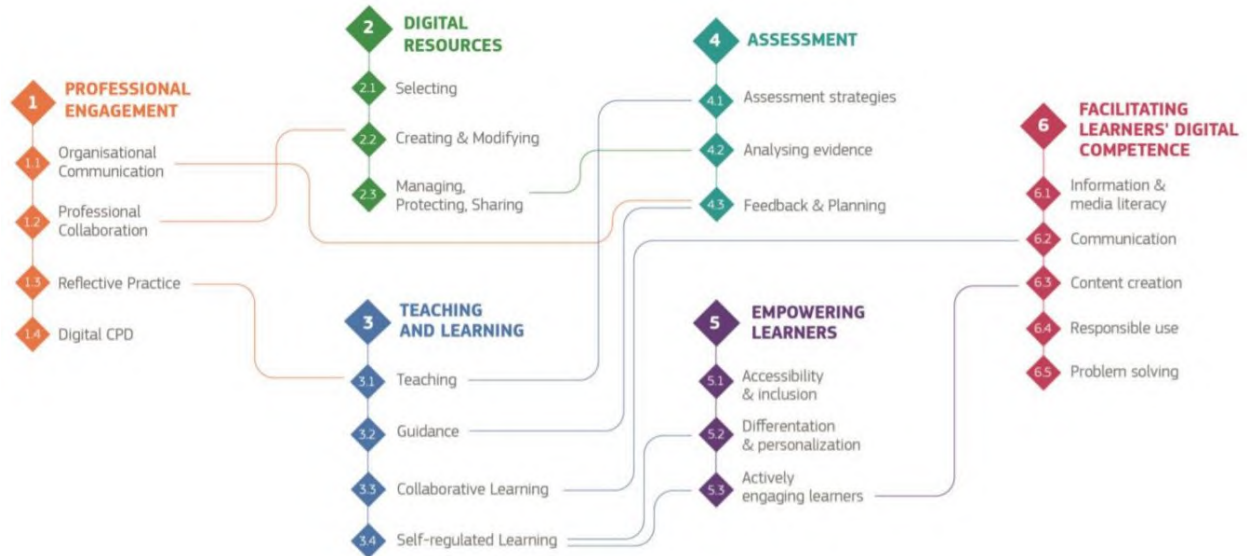 1
PROFESSIONAL
ENGAGEMENT
1.1
Organisational
Communication
1.2
Professional
Collaboration
1.3
Reflective Practice
1.4
Digital CPD
2
DIGITAL
RESOURCES
2.1
Selecting
2.2
Creating & Modifying
2.3
Managing,
Protecting, Sharing
3
TEACHING
AND LEARNING
3.1
Teaching
3.2
Guidance
3.3
Collaborative Learning
3.4
Self-regulated Learning
4
ASSESSMENT
4.1
Assessment strategies
4.2
Analysing evidence
4.3
Feedback & Planning
5
EMPOWERING
LEARNERS
5.1
Accessibility
& inclusion
5.2
Differentation
& personalization
5.3
Actively
engaging learners
6
FACILITATING
LEARNERS' DIGITAL
COMPETENCE
6.1
Information &
media literacy
6.2
Communication
6.3
Content creation
6.4
Responsible use
6.5
Problem solving